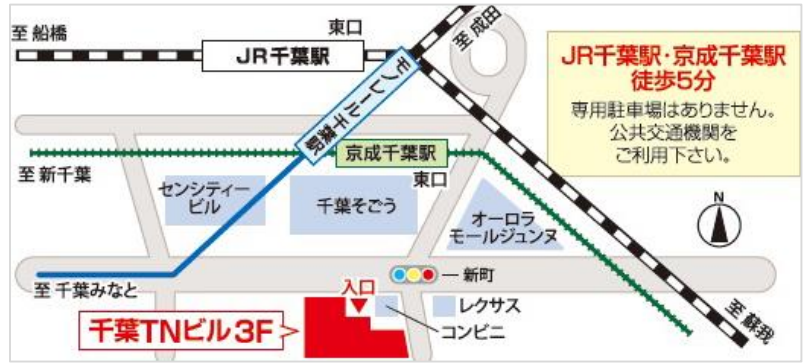 至 船橋
東口
JR千葉駅
至 成田
モノレール千葉駅
JR千葉駅・京成千葉駅
徒歩5分
専用駐車場はありません。
公共交通機関を
ご利用下さい。
京成千葉駅
東口
至 新千葉
センシティー
ビル
千葉そごう
オーロラ
モールジュンヌ
N
至 千葉みなと
新町
入口
レクサス
コンビニ
千葉TNビル3F
至 蘇我